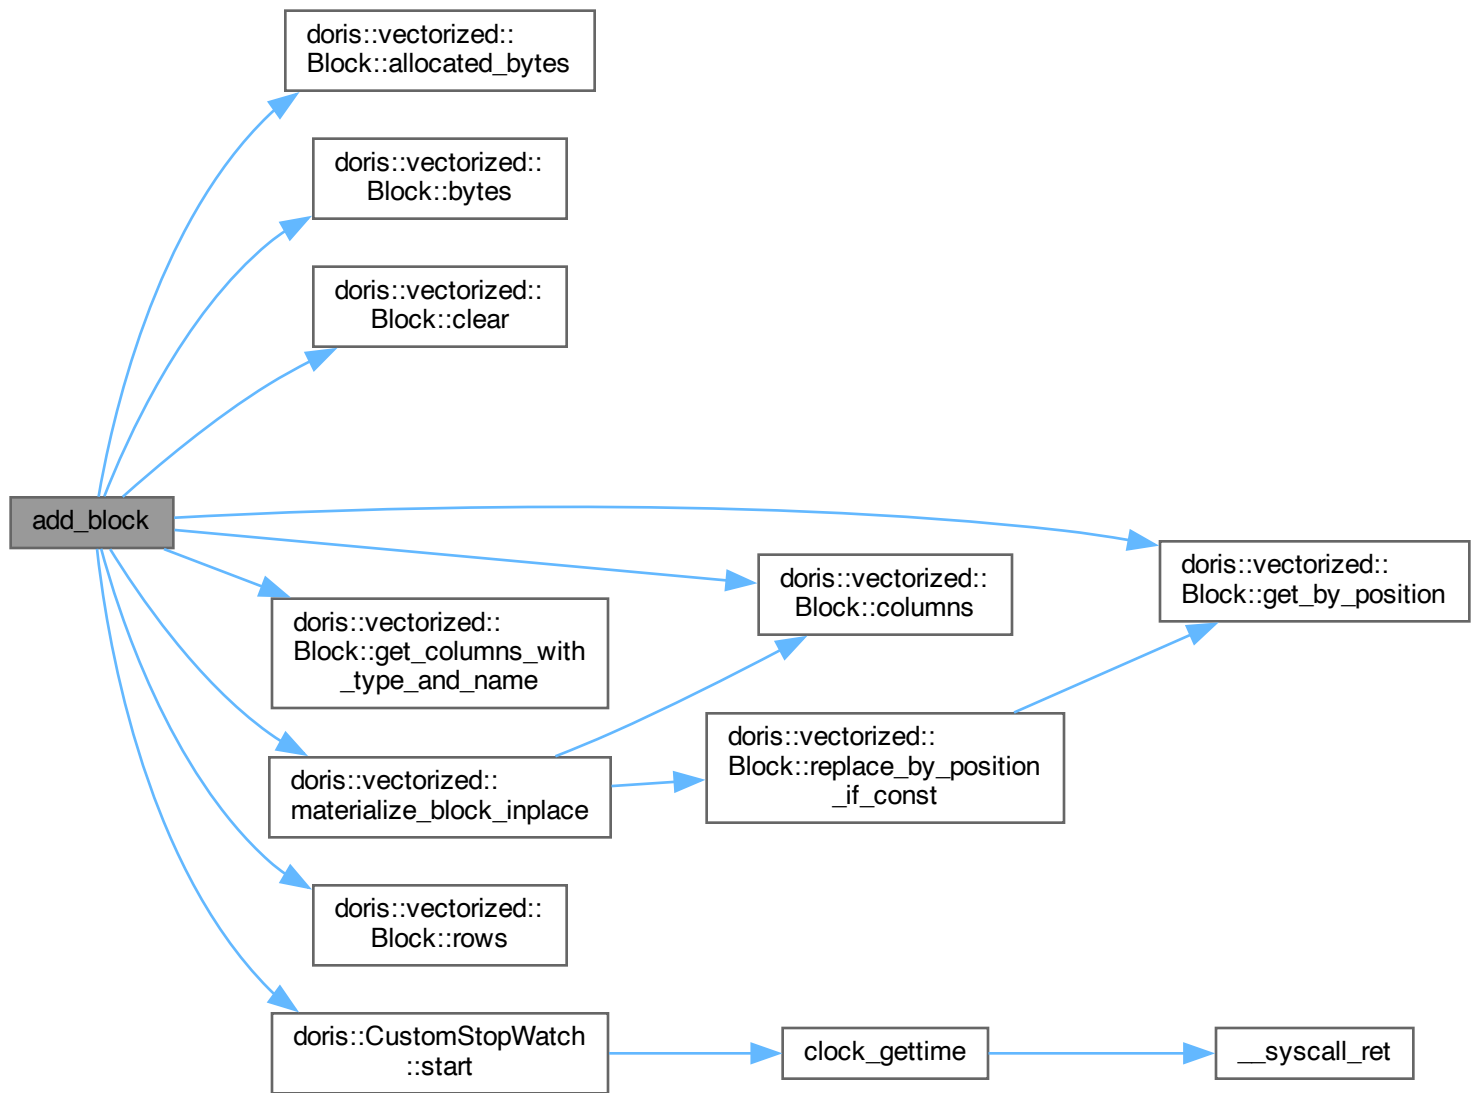 doris::vectorized::
Block::allocated_bytes
doris::vectorized::
Block::bytes
doris::vectorized::
Block::clear
add_block
doris::vectorized::
Block::get_columns_with
_type_and_name
doris::vectorized::
materialize_block_inplace
doris::vectorized::
Block::rows
doris::CustomStopWatch
::start
doris::vectorized::
Block::columns
doris::vectorized::
Block::replace_by_position
_if_const
clock_gettime
doris::vectorized::
Block::get_by_position
__syscall_ret